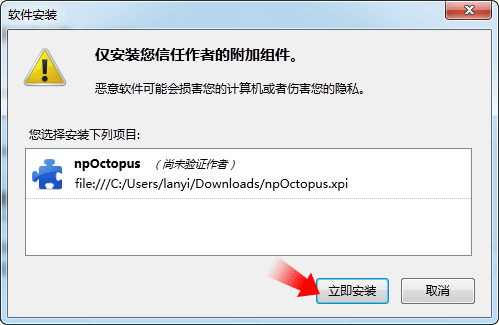 软件安装
仅安装您信任作者的附加组件。
恶意软件可能会损害您的计算机或者伤害您的隐私。
您选择安装下列项目:
npOctopus （尚未验证作者）
file:///C:/Users/lanyi/Downloads/npOctopus.xpi
立即安装 取消